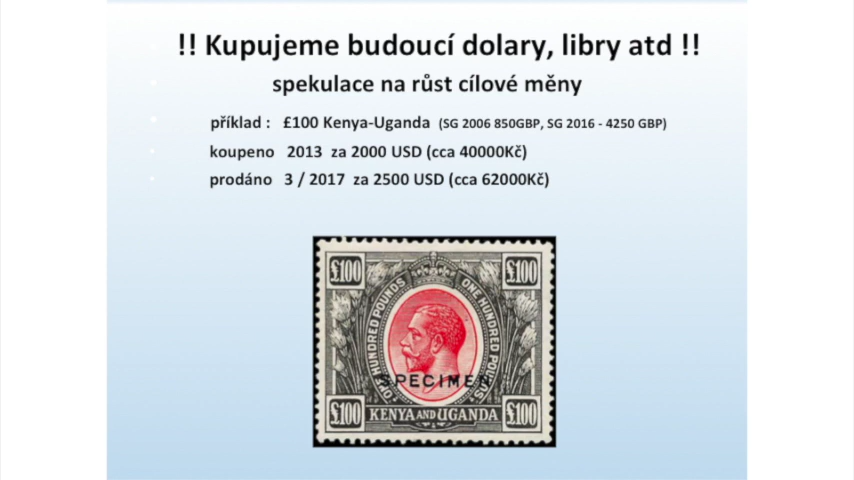 !! Kupujeme budoucí dolary, libry atd !!
spekulace na růst cílové měny
příklad : £100 Kenya-Uganda (SG 2006 850GBP, SG 2016 - 4250 GBP)
koupeno 2013 za 2000 USD (cca 40000Kč)
prodáno 3 / 2017 za 2500 USD (cca 62000Kč)
£100 £100
ONE HUNDRED POUNDS ONE HUNDRED POUNDS
SPECIMEN
£100 KENYA AND UGANDA £100